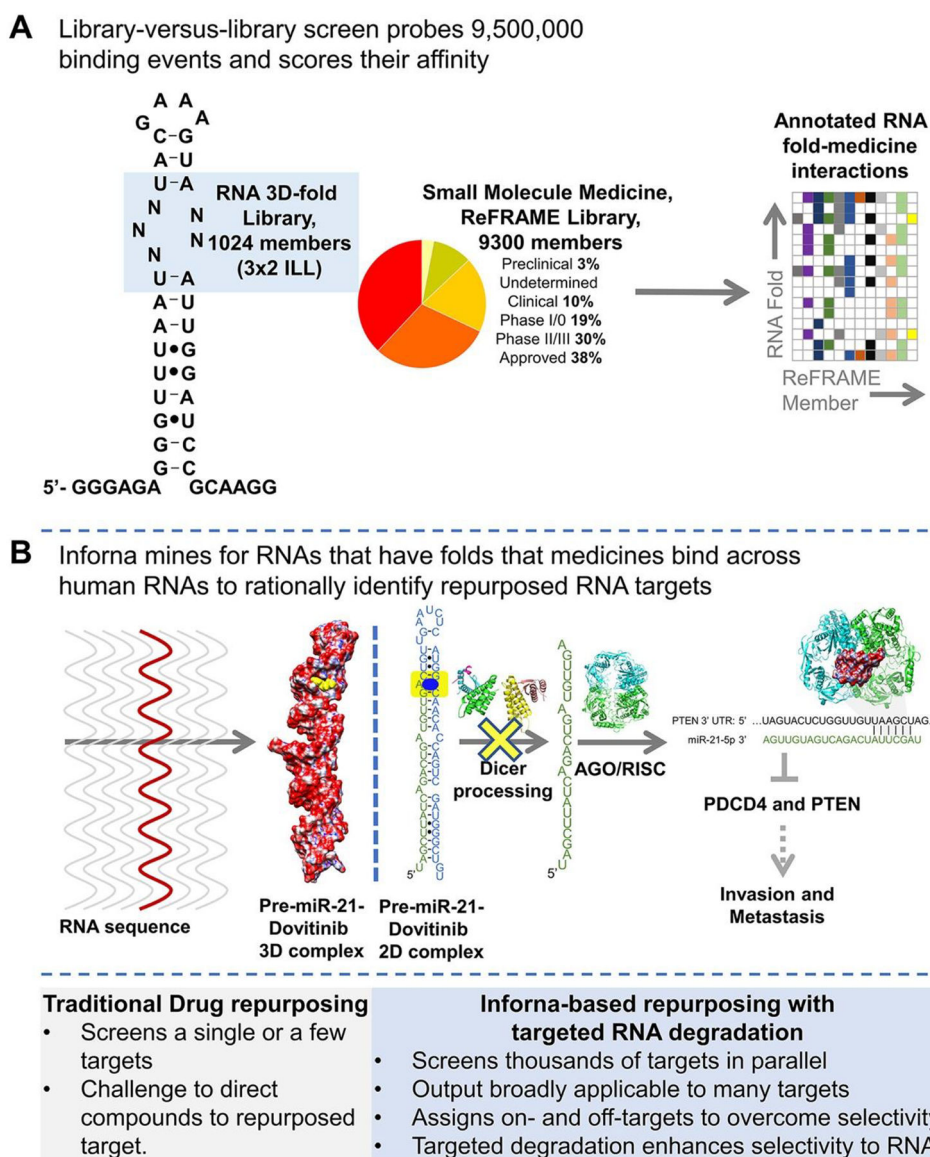 A Library-versus-library screen probes 9,500,000
binding events and scores their affinity
A A
G A
C–G
A–U
U–A
N N
N N
N
U–A
A–U
A–U
U•G
U•G
U–A
G•U
G–C
G–C
5'- GGGAGA GCAAGG
RNA 3D-fold
Library,
1024 members
(3x2 ILL)
Small Molecule Medicine,
ReFRAME Library,
9300 members
Preclinical 3%
Undetermined
Clinical 10%
Phase I/0 19%
Phase II/III 30%
Approved 38%
Annotated RNA
fold-medicine
interactions
RNA Fold
ReFRAME
Member
B Inforna mines for RNAs that have folds that medicines bind across
human RNAs to rationally identify repurposed RNA targets
RNA sequence
Pre-miR-21-
Dovitinib
3D complex
5'
Pre-miR-21-
Dovitinib
2D complex
Dicer
processing
AGUUGUAGUCAGACUAUUCGAU
5'
AGO/RISC
PTEN 3' UTR: 5' ...UAGUACUCUGGUUGUUAAGCUAG
miR-21-5p 3' AGUUGUAGUCAGACUAUUCGAU
PDCD4 and PTEN
Invasion and
Metastasis
Traditional Drug repurposing
• Screens a single or a few
targets
• Challenge to direct
compounds to repurposed
target.
Inforna-based repurposing with
targeted RNA degradation
• Screens thousands of targets in parallel
• Output broadly applicable to many targets
• Assigns on- and off-targets to overcome selectivity
• Targeted degradation enhances selectivity to RNA